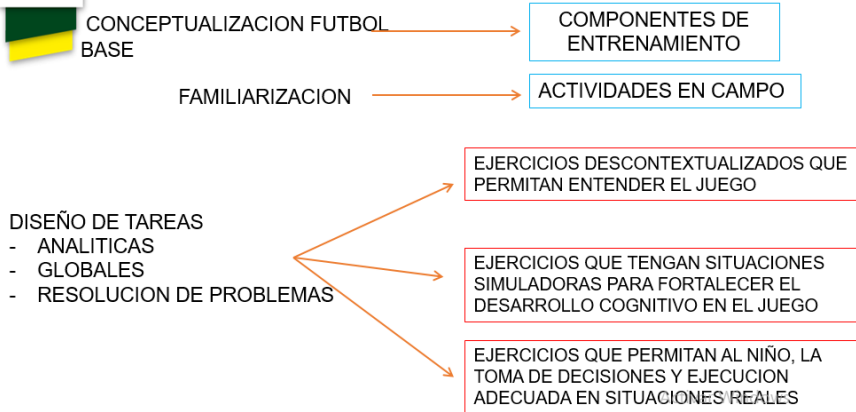 CONCEPTUALIZACION FUTBOL
BASE
COMPONENTES DE
ENTRENAMIENTO
FAMILIARIZACION
ACTIVIDADES EN CAMPO
DISEÑO DE TAREAS
- ANALITICAS
- GLOBALES
- RESOLUCION DE PROBLEMAS
EJERCICIOS DESCONTEXTUALIZADOS QUE
PERMITAN ENTENDER EL JUEGO
EJERCICIOS QUE TENGAN SITUACIONES
SIMULADORAS PARA FORTALECER EL
DESARROLLO COGNITIVO EN EL JUEGO
EJERCICIOS QUE PERMITAN AL NIÑO, LA
TOMA DE DECISIONES Y EJECUCION
ADECUADA EN SITUACIONES REALES